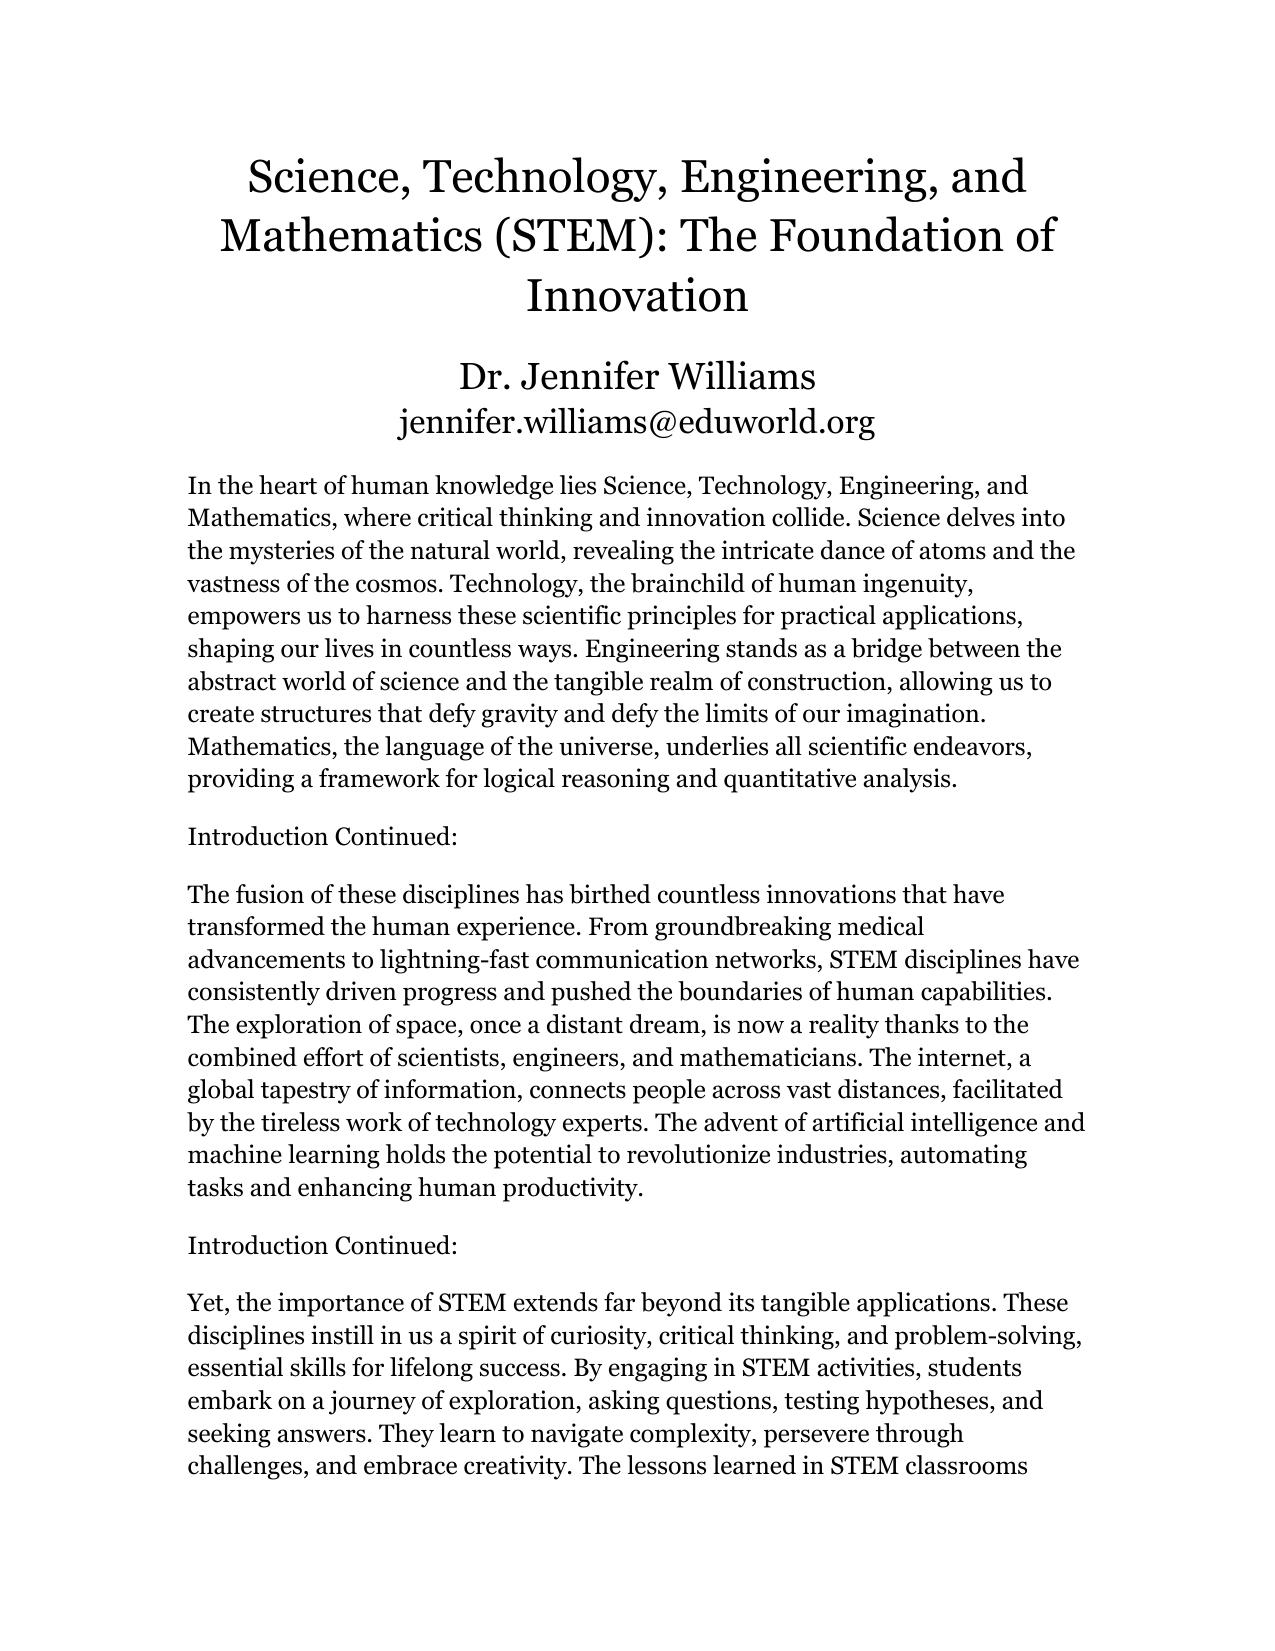 Science, Technology, Engineering, and
Mathematics (STEM): The Foundation of
Innovation
Dr. Jennifer Williams
jennifer.williams@eduworld.org
In the heart of human knowledge lies Science, Technology, Engineering, and
Mathematics, where critical thinking and innovation collide. Science delves into
the mysteries of the natural world, revealing the intricate dance of atoms and the
vastness of the cosmos. Technology, the brainchild of human ingenuity,
empowers us to harness these scientific principles for practical applications,
shaping our lives in countless ways. Engineering stands as a bridge between the
abstract world of science and the tangible realm of construction, allowing us to
create structures that defy gravity and defy the limits of our imagination.
Mathematics, the language of the universe, underlies all scientific endeavors,
providing a framework for logical reasoning and quantitative analysis.
Introduction Continued:
The fusion of these disciplines has birthed countless innovations that have
transformed the human experience. From groundbreaking medical
advancements to lightning-fast communication networks, STEM disciplines have
consistently driven progress and pushed the boundaries of human capabilities.
The exploration of space, once a distant dream, is now a reality thanks to the
combined effort of scientists, engineers, and mathematicians. The internet, a
global tapestry of information, connects people across vast distances, facilitated
by the tireless work of technology experts. The advent of artificial intelligence and
machine learning holds the potential to revolutionize industries, automating
tasks and enhancing human productivity.
Introduction Continued:
Yet, the importance of STEM extends far beyond its tangible applications. These
disciplines instill in us a spirit of curiosity, critical thinking, and problem-solving,
essential skills for lifelong success. By engaging in STEM activities, students
embark on a journey of exploration, asking questions, testing hypotheses, and
seeking answers. They learn to navigate complexity, persevere through
challenges, and embrace creativity. The lessons learned in STEM classrooms